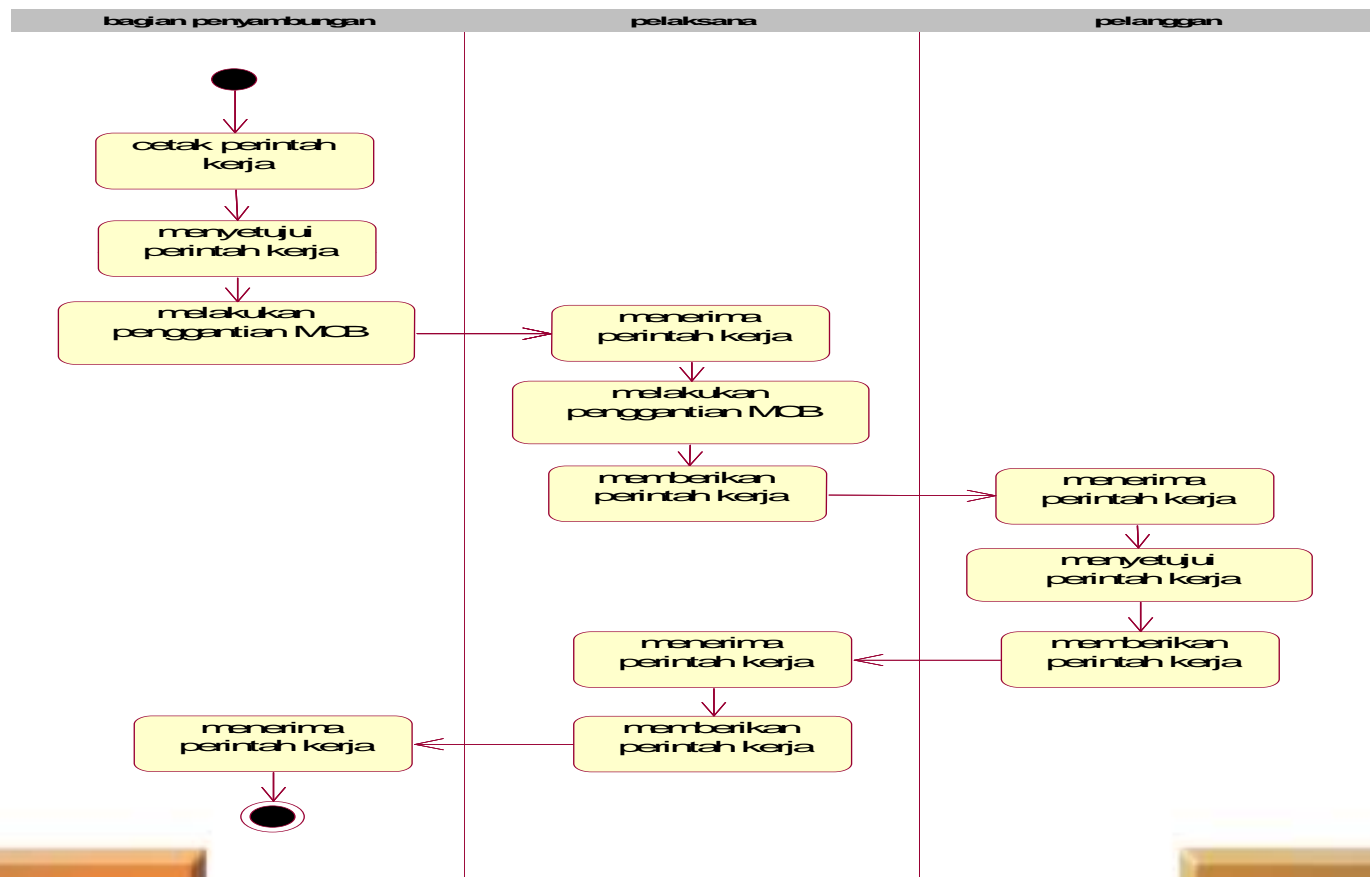 bagian penyambungan
pelaksana
pelanggan
cetak perintah
kerja
menyetujui
perintah kerja
melakukan
penggantian MCB
menerima
perintah kerja
melakukan
penggantian MCB
memberikan
perintah kerja
menerima
perintah kerja
menyetujui
perintah kerja
memberikan
perintah kerja
menerima
perintah kerja
memberikan
perintah kerja
menerima
perintah kerja